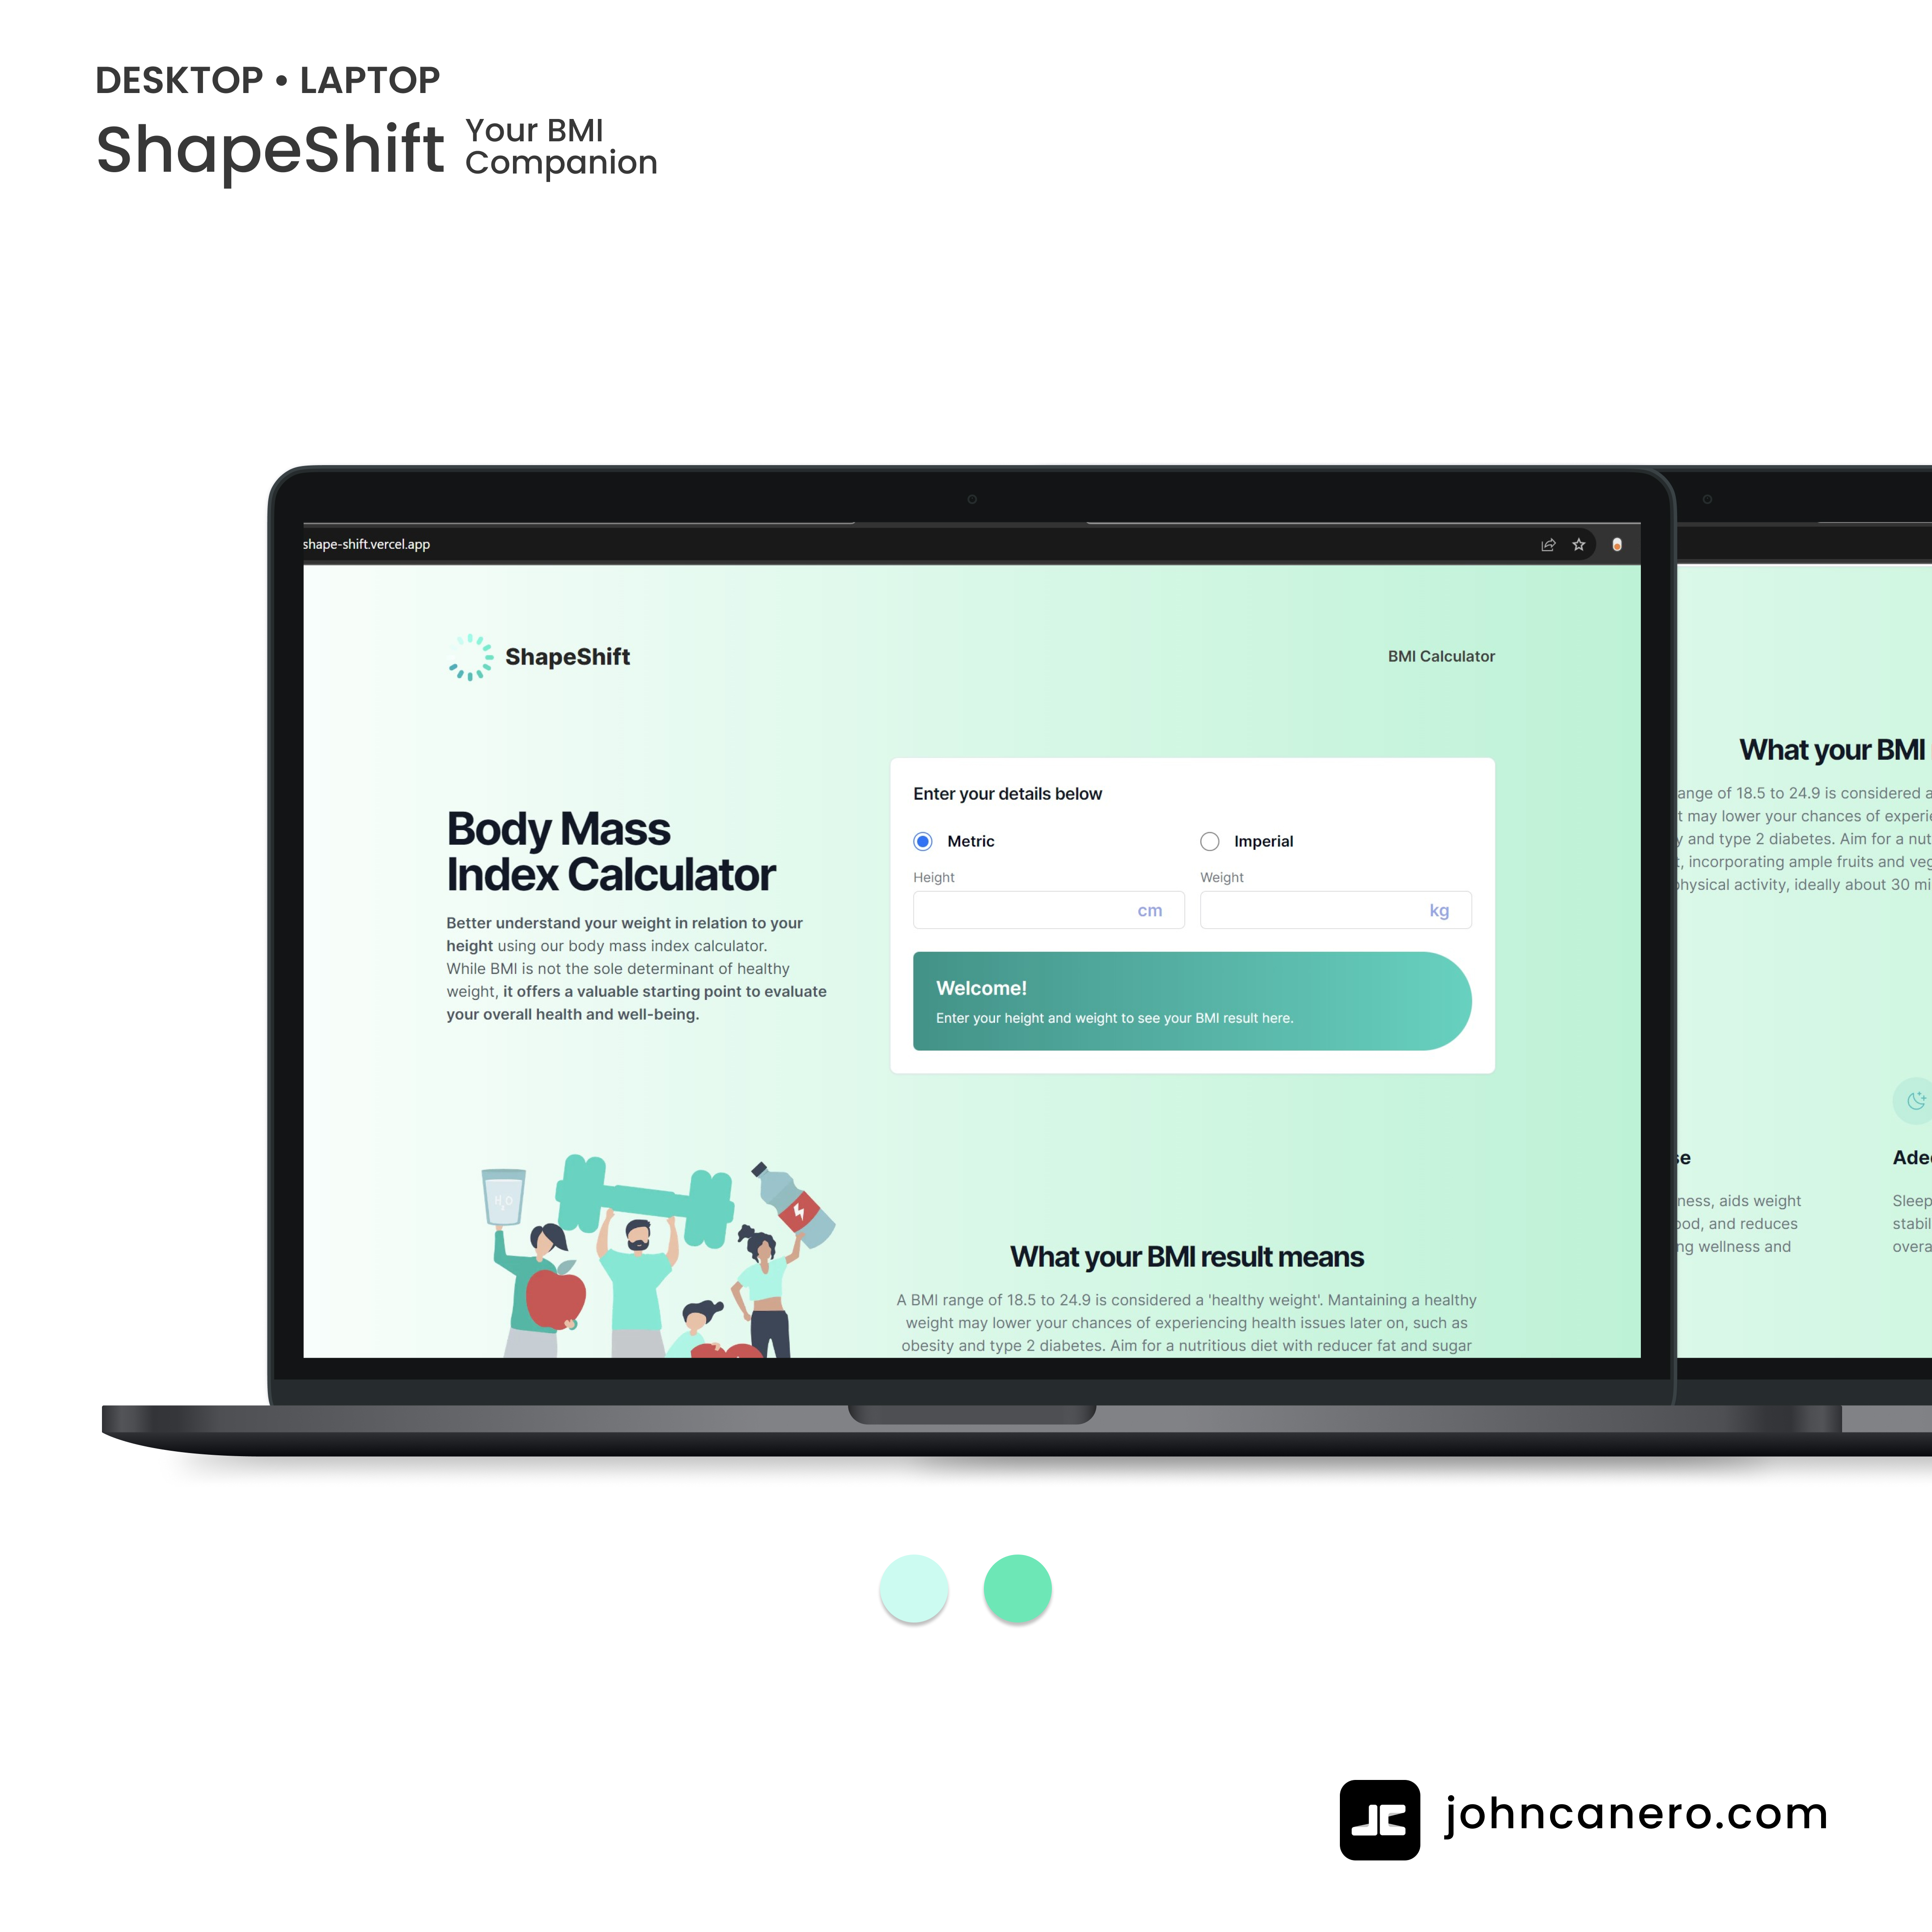 DESKTOP • LAPTOP
ShapeShift
Your BMI
Companion
shape-shift.vercel.app
ShapeShift
BMI Calculator
Body Mass
Index Calculator
Better understand your weight in relation to your
height using our body mass index calculator.
While BMI is not the sole determinant of healthy
weight, it offers a valuable starting point to evaluate
your overall health and well-being.
Enter your details below
Metric
Imperial
Height
Weight
cm
kg
Welcome!
Enter your height and weight to see your BMI result here.
H2O
What your BMI result means
A BMI range of 18.5 to 24.9 is considered a 'healthy weight'. Mantaining a healthy
weight may lower your chances of experiencing health issues later on, such as
obesity and type 2 diabetes. Aim for a nutritious diet with reducer fat and sugar
What your BMI
ange of 18.5 to 24.9 is considered a
t may lower your chances of experie
y and type 2 diabetes. Aim for a nut
, incorporating ample fruits and veg
physical activity, ideally about 30 mi
se
ness, aids weight
ood, and reduces
ng wellness and
Ade
Sleep
stabil
overa
JC
johncanero.com